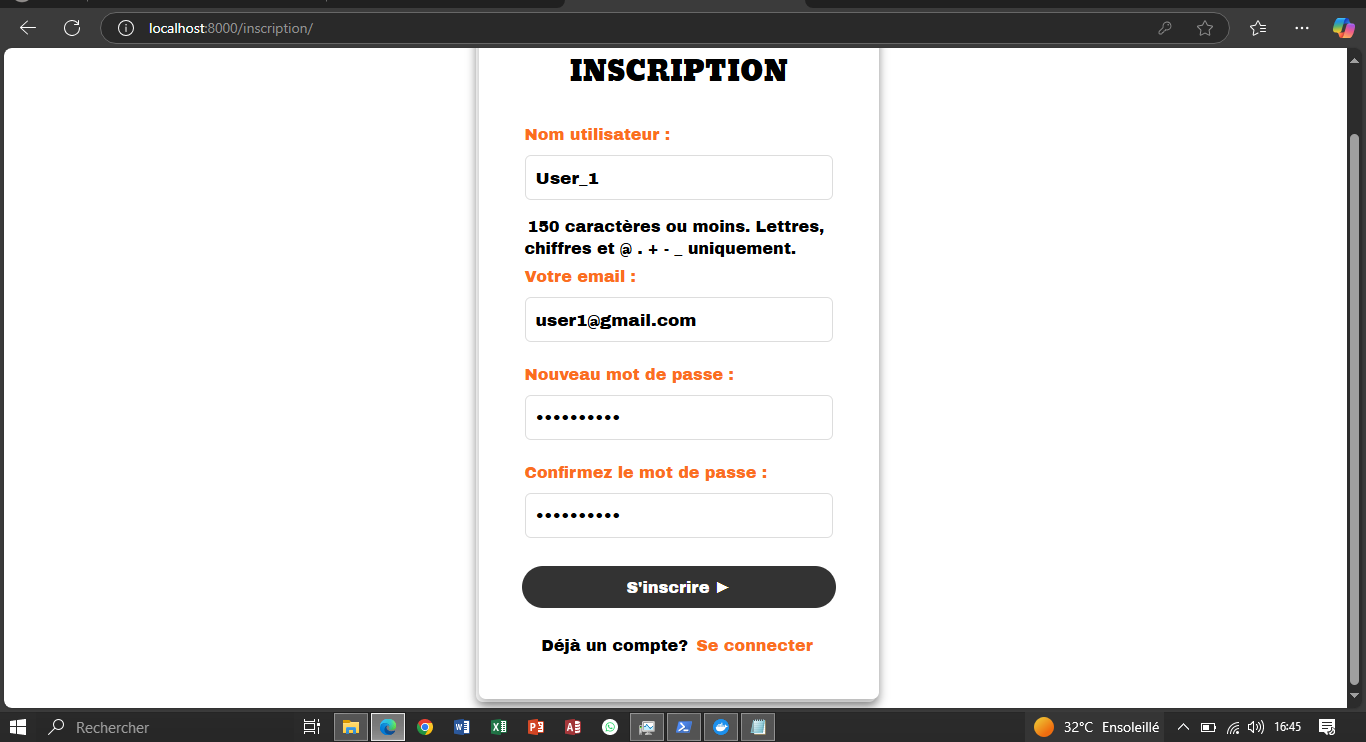 localhost:8000/inscription/
INSCRIPTION
Nom utilisateur :
User_1
150 caractères ou moins. Lettres,
chiffres et @ . + - _ uniquement.
Votre email :
user1@gmail.com
Nouveau mot de passe :
••••••••••
Confirmez le mot de passe :
••••••••••
S'inscrire ►
Déjà un compte? Se connecter
Rechercher
32°C Ensoleillé
16:45